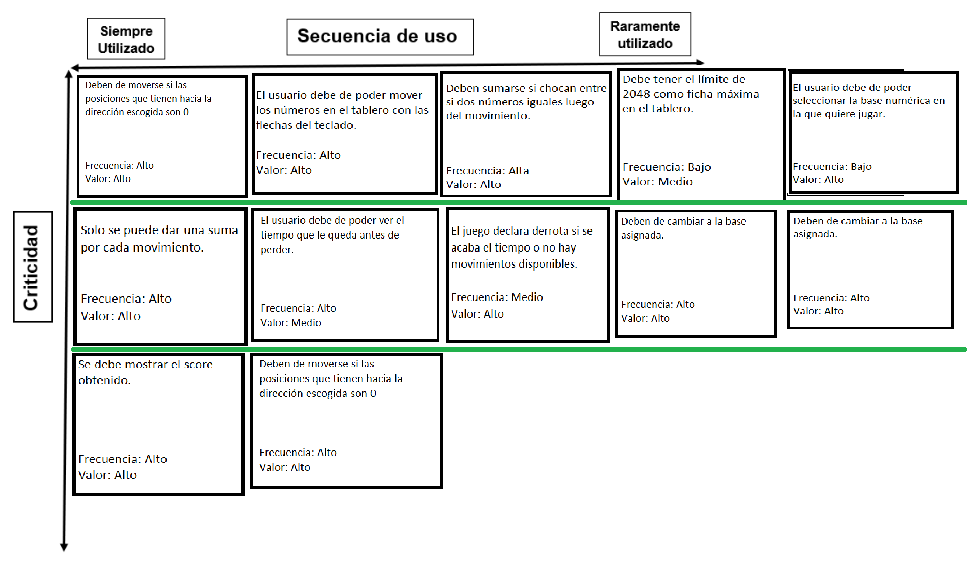 Siempre
Utilizado
Secuencia de uso
Raramente
utilizado
Criticidad
Deben de moverse si las
posiciones que tienen hacia la
dirección escogida son 0
Frecuencia: Alto
Valor: Alto
El usuario debe de poder mover
los números en el tablero con las
flechas del teclado.
Frecuencia: Alto
Valor: Alto
Deben sumarse si chocan entre
si dos números iguales luego
del movimiento.
Frecuencia: Alta
Valor: Alto
Debe tener el límite de
2048 como ficha máxima
en el tablero.
Frecuencia: Bajo
Valor: Medio
El usuario debe de poder
seleccionar la base numérica en
la que quiere jugar.
Frecuencia: Bajo
Valor: Alto
Solo se puede dar una suma
por cada movimiento.
Frecuencia: Alto
Valor: Alto
El usuario debe de poder ver el
tiempo que le queda antes de
perder.
Frecuencia: Alto
Valor: Medio
El juego declara derrota si se
acaba el tiempo o no hay
movimientos disponibles.
Frecuencia: Medio
Valor: Alto
Deben de cambiar a la base
asignada.
Frecuencia: Alto
Valor: Alto
Deben de cambiar a la base
asignada.
Frecuencia: Alto
Valor: Alto
Se debe mostrar el score
obtenido.
Frecuencia: Alto
Valor: Alto
Deben de moverse si las
posiciones que tienen hacia la
dirección escogida son 0
Frecuencia: Alto
Valor: Alto